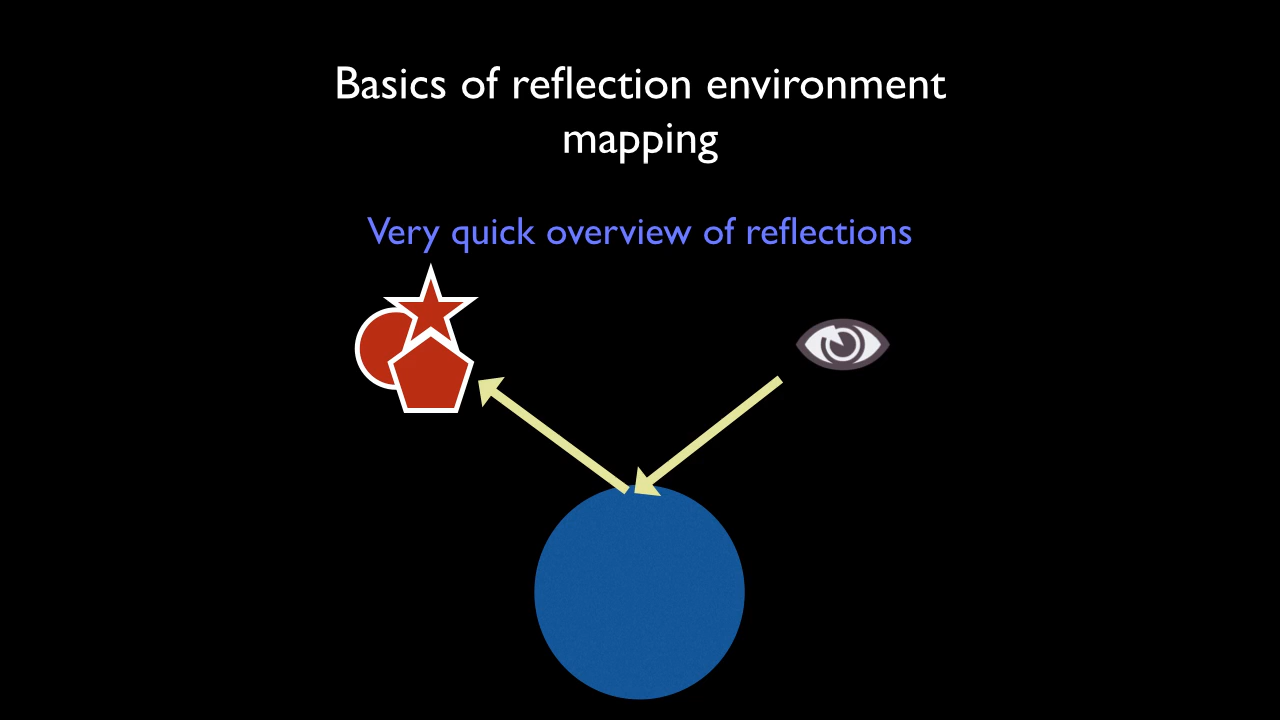 Basics of reflection environment
mapping
Very quick overview of reflections